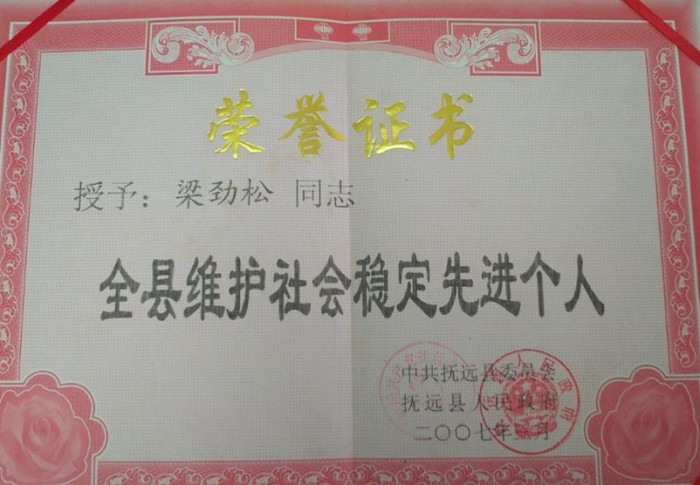 荣誉证书
授予：梁劲松 同志
全县维护社会稳定先进个人
中共抚远县委员会
抚远县人民政府
二〇〇七年三月